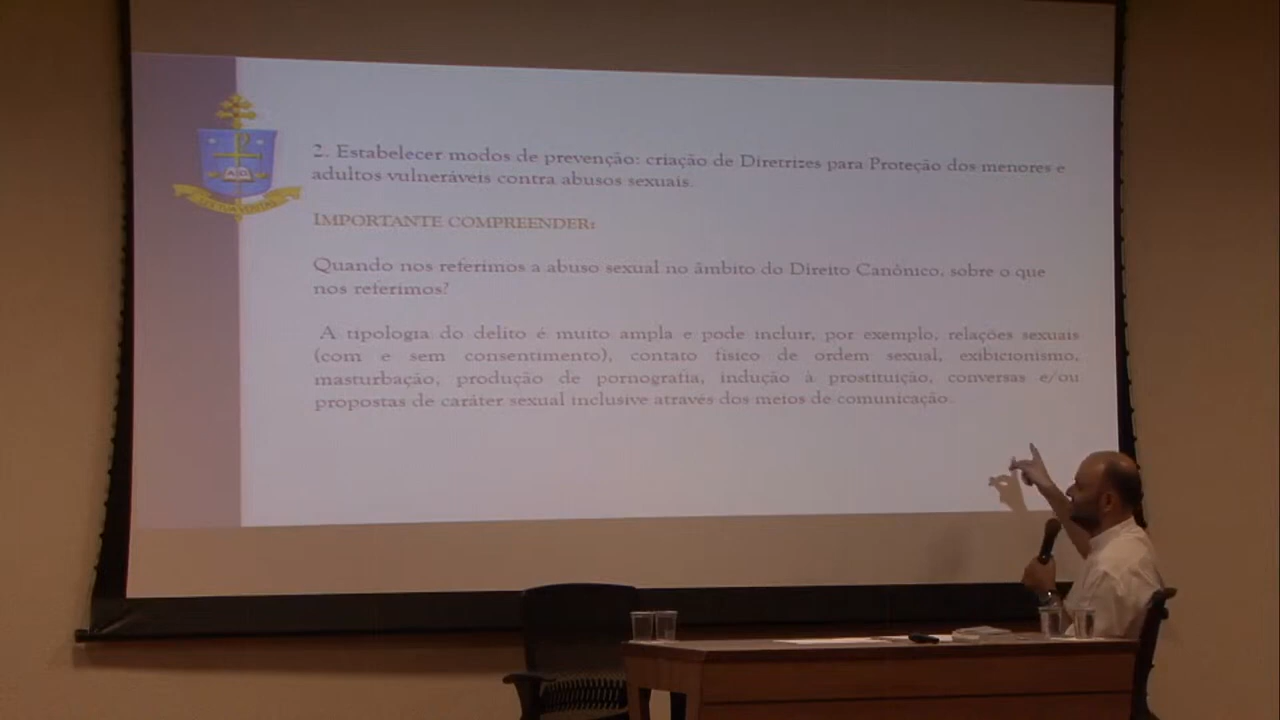 2. Estabelecer modos de prevenção: criação de Diretrizes para Proteção dos menores e
adultos vulneráveis contra abusos sexuais.
IMPORTANTE COMPREENDER:
Quando nos referimos a abuso sexual no âmbito do Direito Canônico, sobre o que
nos referimos?
A tipologia do delito é muito ampla e pode incluir, por exemplo, relações sexuais
(com e sem consentimento), contato físico de ordem sexual, exibicionismo,
masturbação, produção de pornografia, indução à prostituição, conversas e/ou
propostas de caráter sexual inclusive através dos meios de comunicação.